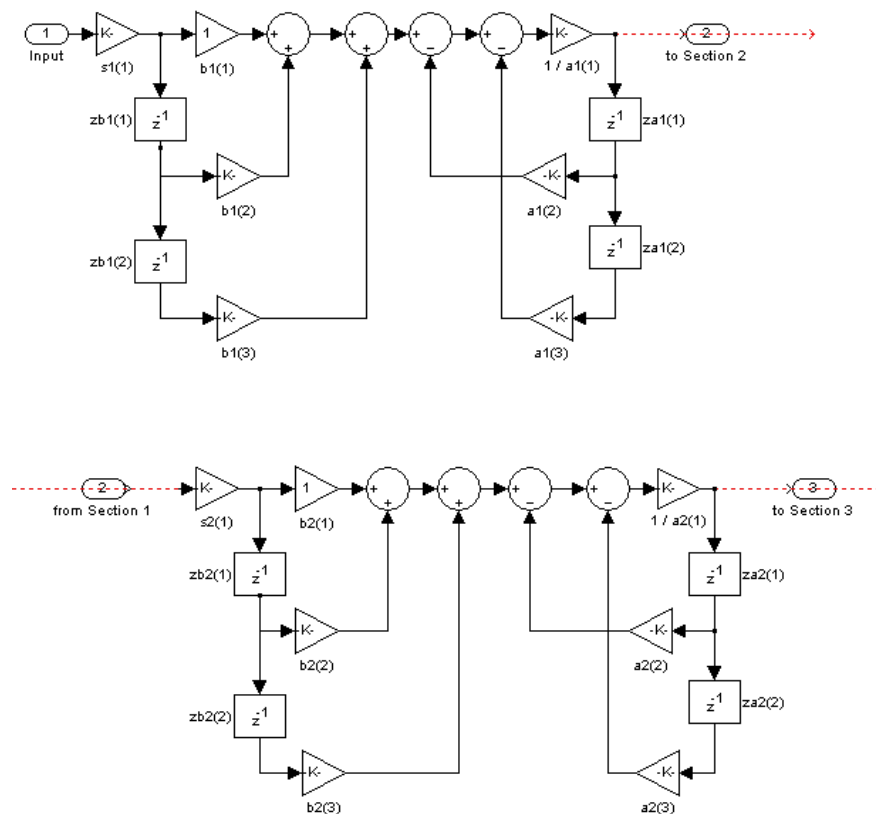 1 K- 1 + + + + + − + − K- 2
Input s1(1) b1(1) 1 / a1(1) to Section 2
zb1(1) z-1 z-1 za1(1)
K- -K-
b1(2) a1(2)
zb1(2) z-1 z-1 za1(2)
K- -K-
b1(3) a1(3)
2 K- 1 + + + + + − + − K- 3
from Section 1 s2(1) b2(1) 1 / a2(1) to Section 3
zb2(1) z-1 z-1 za2(1)
K- -K-
b2(2) a2(2)
zb2(2) z-1 z-1 za2(2)
K- -K-
b2(3) a2(3)